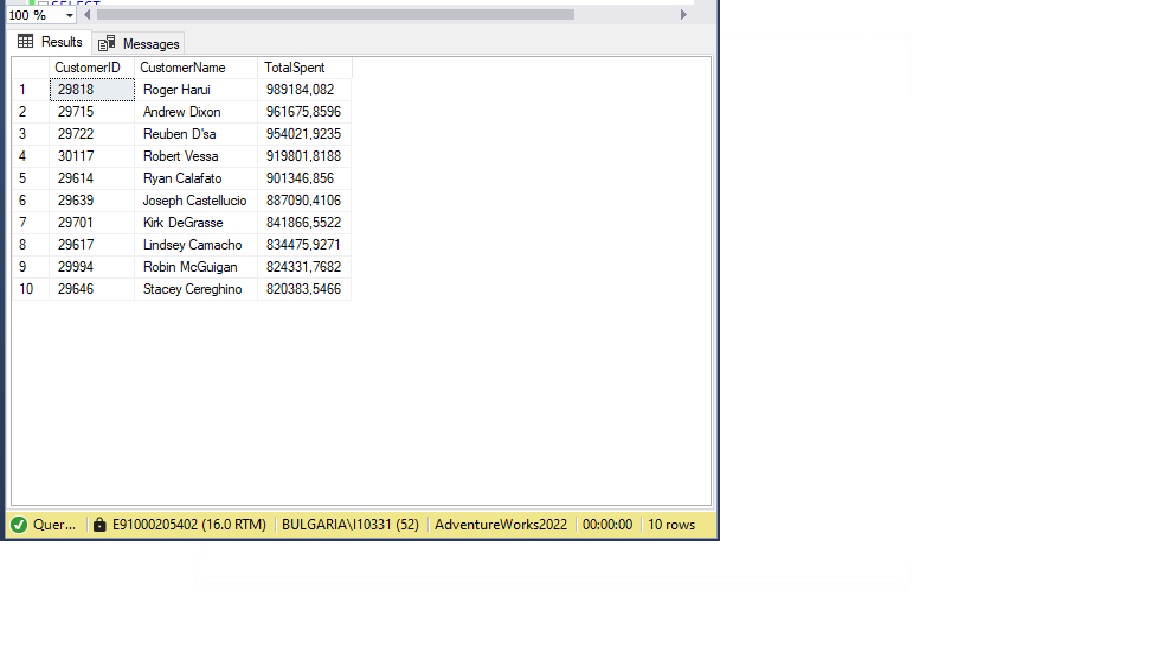 SELECT
100 %
Results Messages
CustomerID CustomerName TotalSpent
1 29818 Roger Harui 989184,082
2 29715 Andrew Dixon 961675,8596
3 29722 Reuben D'sa 954021,9235
4 30117 Robert Vessa 919801,8188
5 29614 Ryan Calafato 901346,856
6 29639 Joseph Castellucio 887090,4106
7 29701 Kirk DeGrasse 841866,5522
8 29617 Lindsey Camacho 834475,9271
9 29994 Robin McGuigan 824331,7682
10 29646 Stacey Cereghino 820383,5466
Quer... E91000205402 (16.0 RTM) BULGARIA\I10331 (52) AdventureWorks2022 00:00:00 10 rows